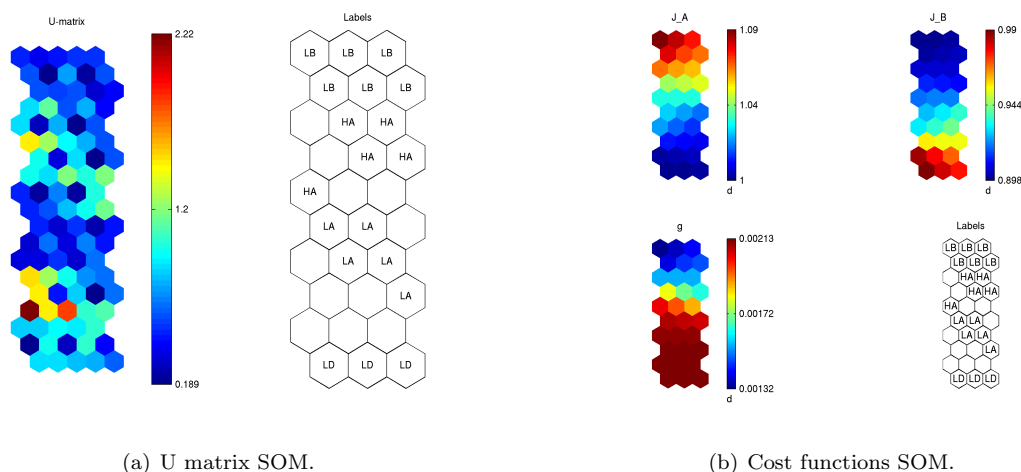 U-matrix
2.22
1.2
0.189
Labels
LB LB LB
LB LB LB
HA HA
HA HA
HA
LA LA
LA LA
LA
LD LD LD
(a) U matrix SOM.
J_A
1.09
1.04
1
d
J_B
0.99
0.944
0.898
d
g
0.00213
0.00172
0.00132
d
Labels
LB LB LB
LB LB LB
HA HA
HA HA
HA
LA LA
LA LA
LA
LD LD LD
(b) Cost functions SOM.